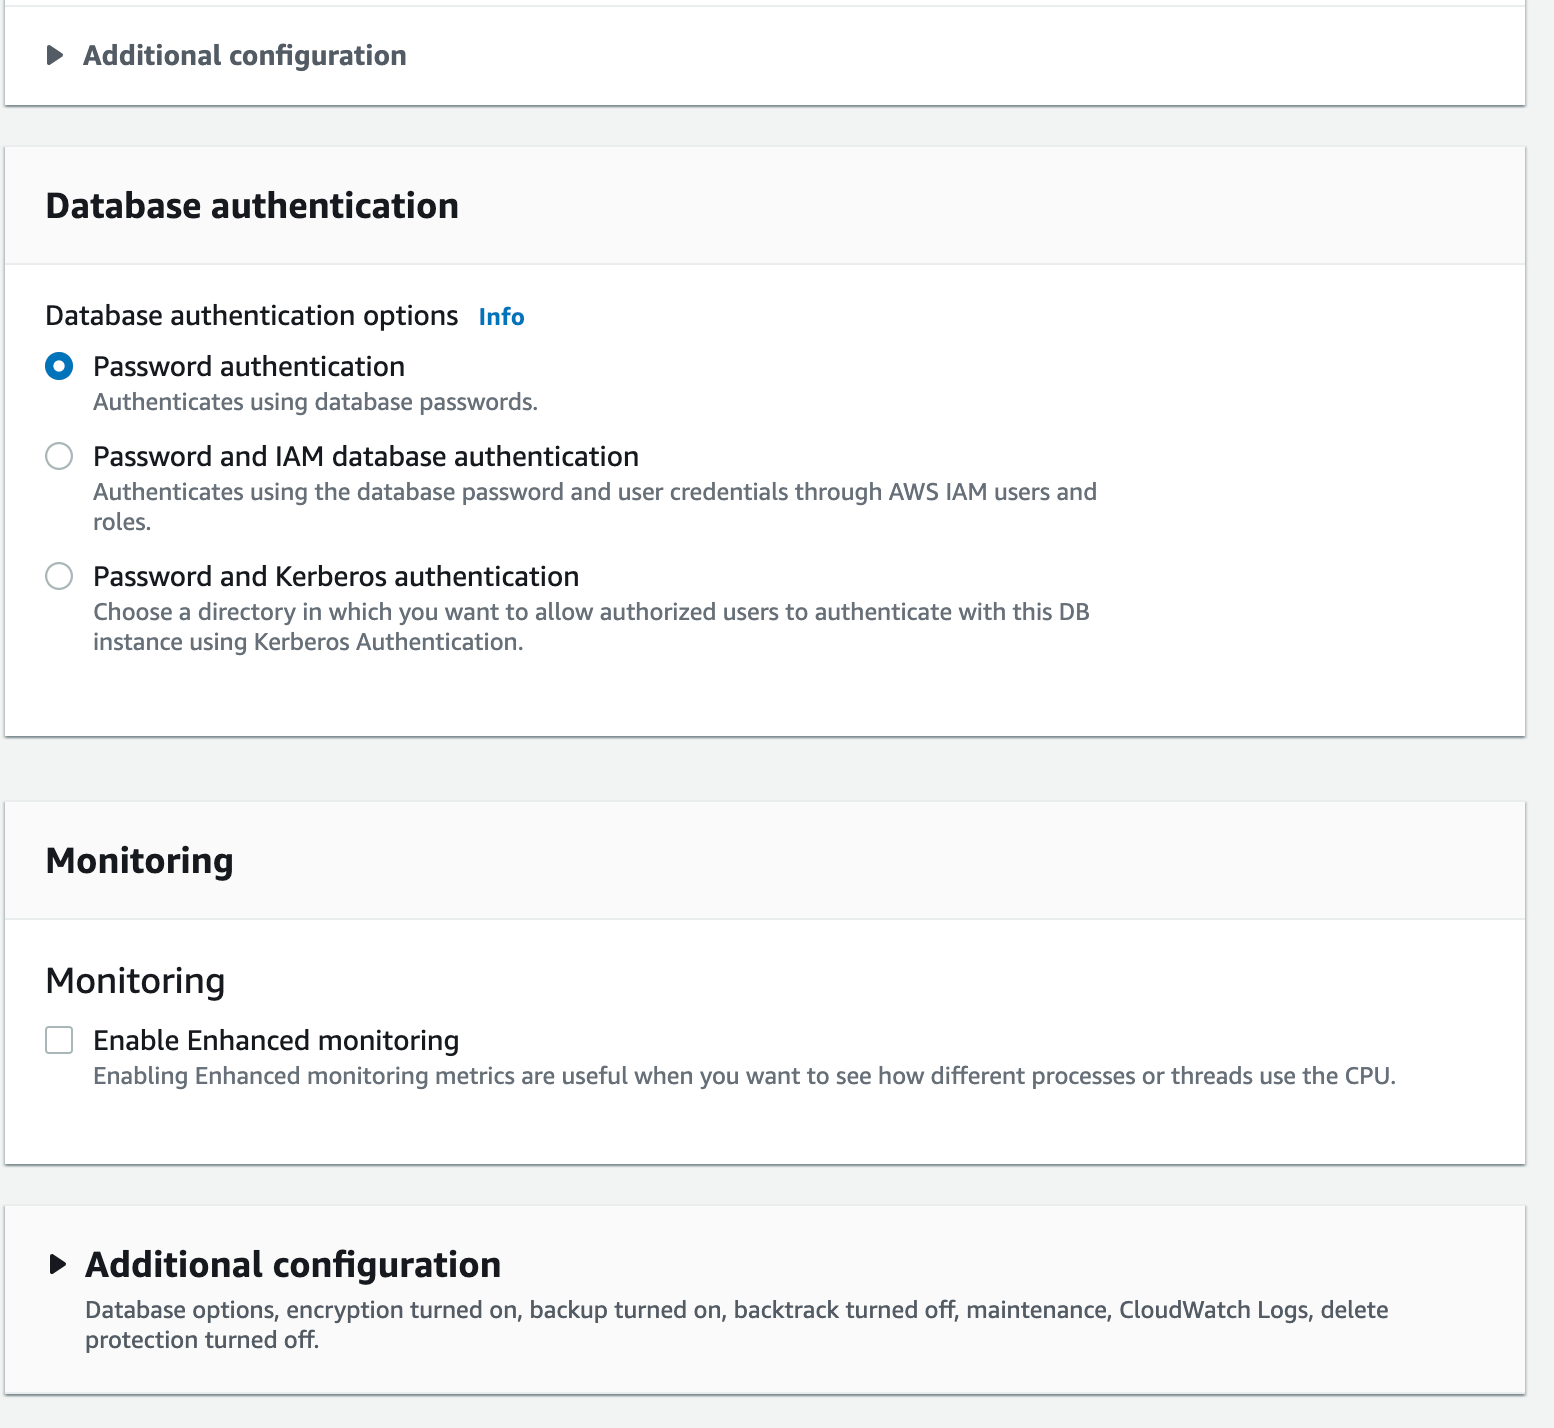 Additional configuration
Database authentication
Database authentication options Info
Password authentication
Authenticates using database passwords.
Password and IAM database authentication
Authenticates using the database password and user credentials through AWS IAM users and
roles.
Password and Kerberos authentication
Choose a directory in which you want to allow authorized users to authenticate with this DB
instance using Kerberos Authentication.
Monitoring
Monitoring
Enable Enhanced monitoring
Enabling Enhanced monitoring metrics are useful when you want to see how different processes or threads use the CPU.
Additional configuration
Database options, encryption turned on, backup turned on, backtrack turned off, maintenance, CloudWatch Logs, delete
protection turned off.